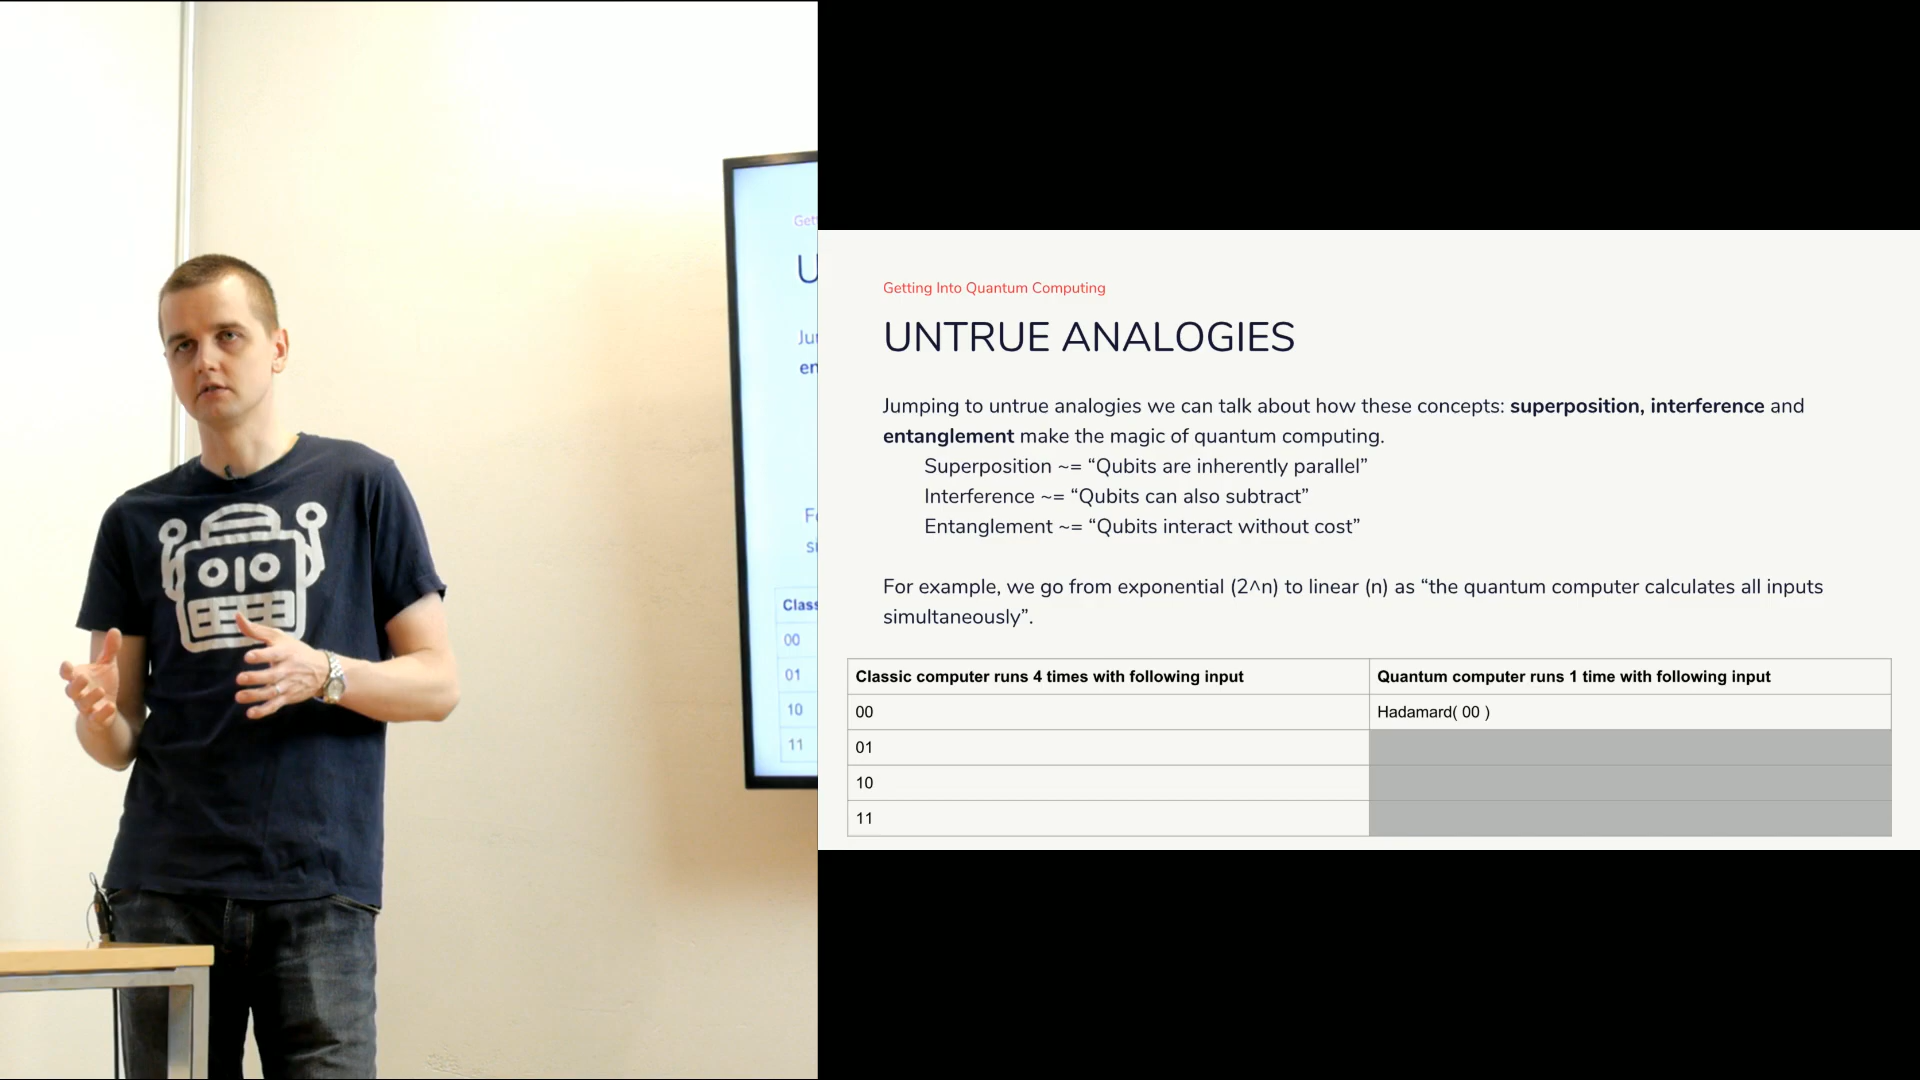 Getting Into Quantum Computing
UNTRUE ANALOGIES
Jumping to untrue analogies we can talk about how these concepts: superposition, interference and
entanglement make the magic of quantum computing.
Superposition ~= “Qubits are inherently parallel”
Interference ~= “Qubits can also subtract”
Entanglement ~= “Qubits interact without cost”
For example, we go from exponential (2^n) to linear (n) as “the quantum computer calculates all inputs
simultaneously”.
Classic computer runs 4 times with following input
Quantum computer runs 1 time with following input
00
Hadamard( 00 )
01
10
11
00
01
10
11